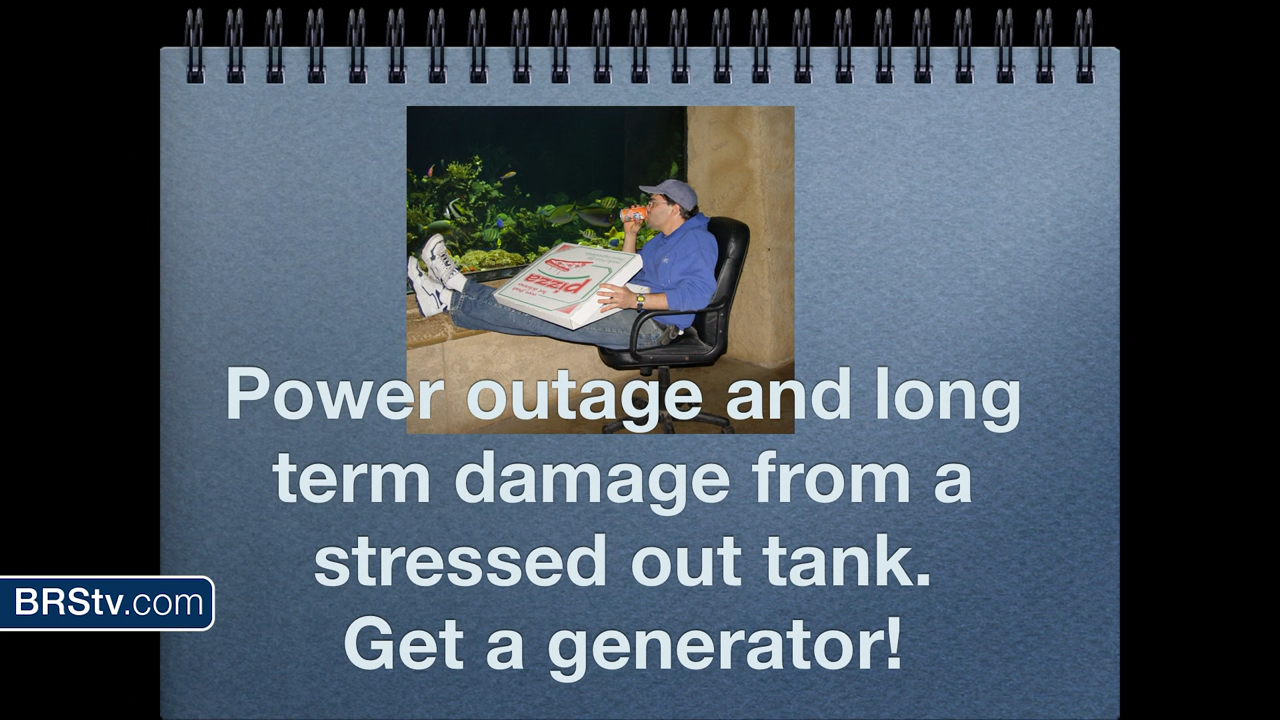 pizza
Power outage and long
term damage from a
stressed out tank.
Get a generator!
BRStv.com